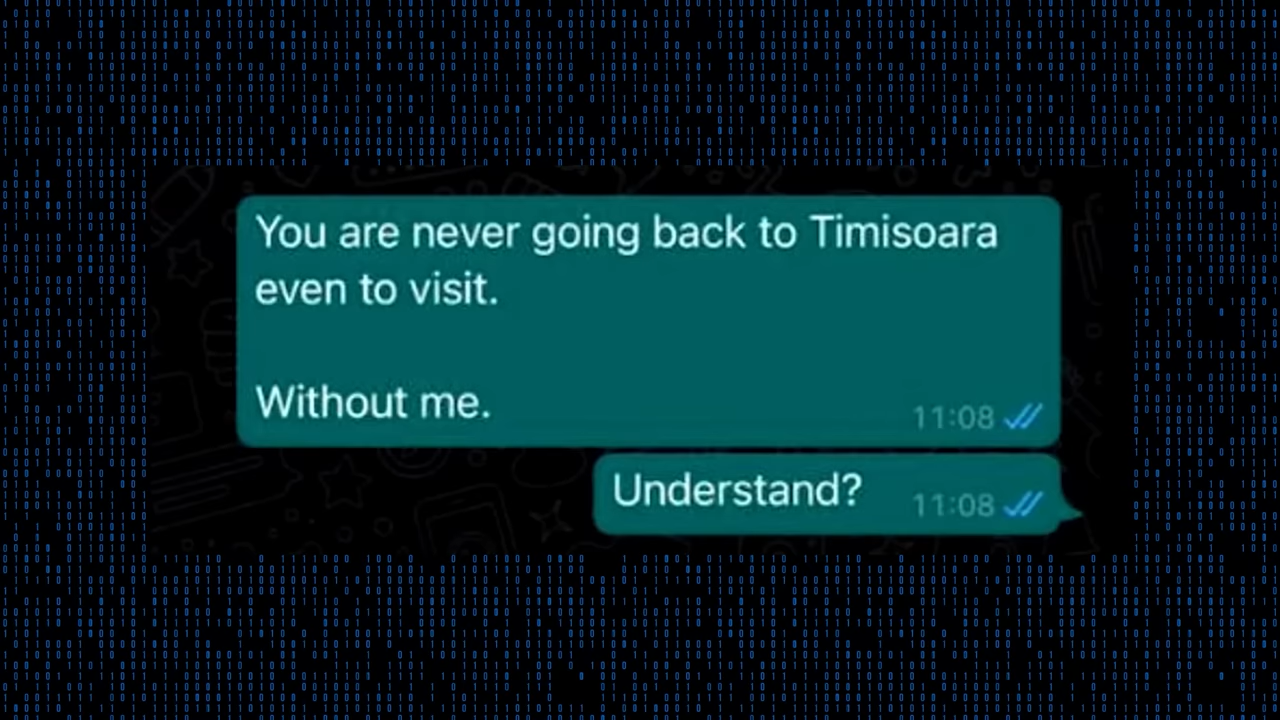 You are never going back to Timisoara
even to visit.
Without me.
11:08
Understand?
11:08